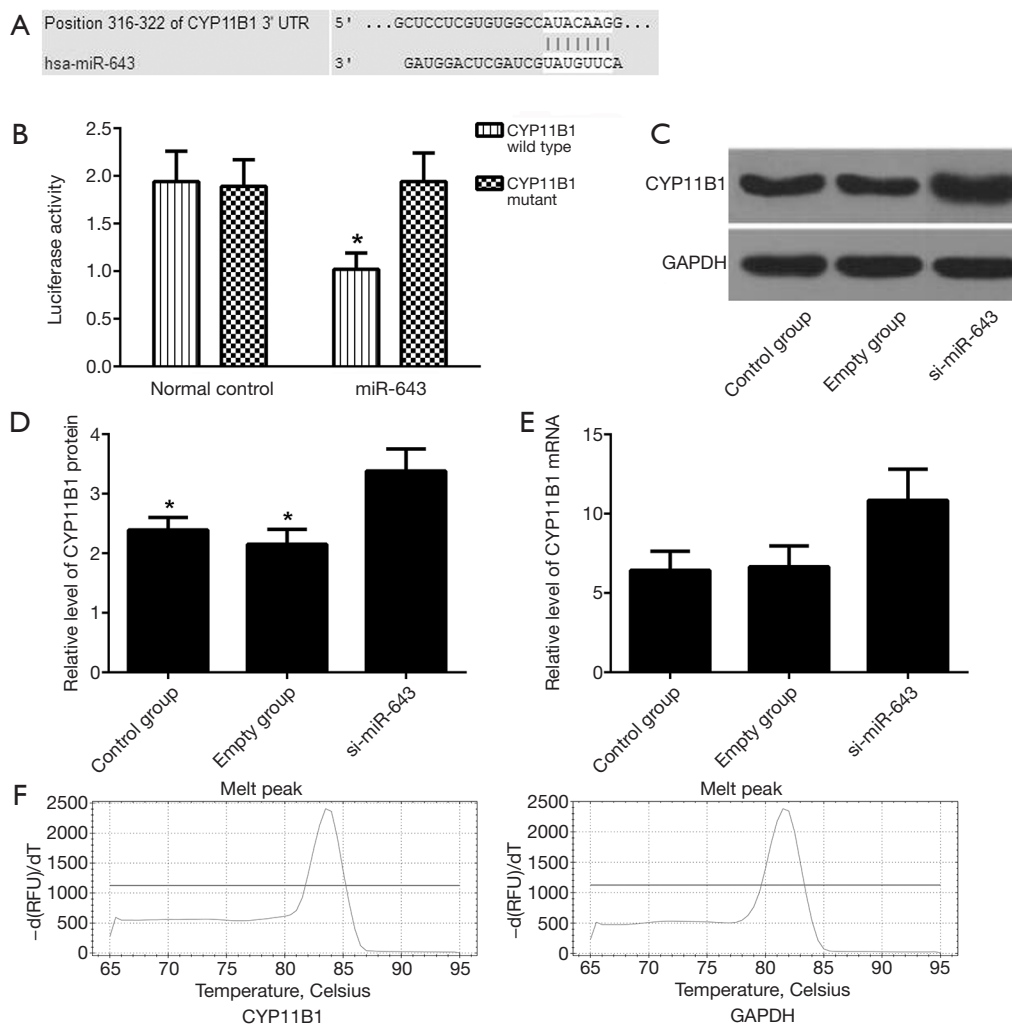 A
Position 316-322 of CYP11B1 3' UTR 5' ...GCUCCUCGUGUGGCCAUACAAGG...
hsa-miR-643 3' GAUGGACUCGAUCGUAUGUUCA
B
Luciferase activity
2.5
2.0
1.5
1.0
0.5
0.0
*
Normal control miR-643
CYP11B1
wild type
CYP11B1
mutant
C
CYP11B1
GAPDH
Control group Empty group si-miR-643
D
Relative level of CYP11B1 protein
4
3
2
1
0
* *
Control group Empty group si-miR-643
E
Relative level of CYP11B1 mRNA
15
10
5
0
Control group Empty group si-miR-643
F
Melt peak
-d(RFU)/dT
2500
2000
1500
1000
500
0
65 70 75 80 85 90 95
Temperature, Celsius
CYP11B1
Melt peak
-d(RFU)/dT
2500
2000
1500
1000
500
0
65 70 75 80 85 90 95
Temperature, Celsius
GAPDH